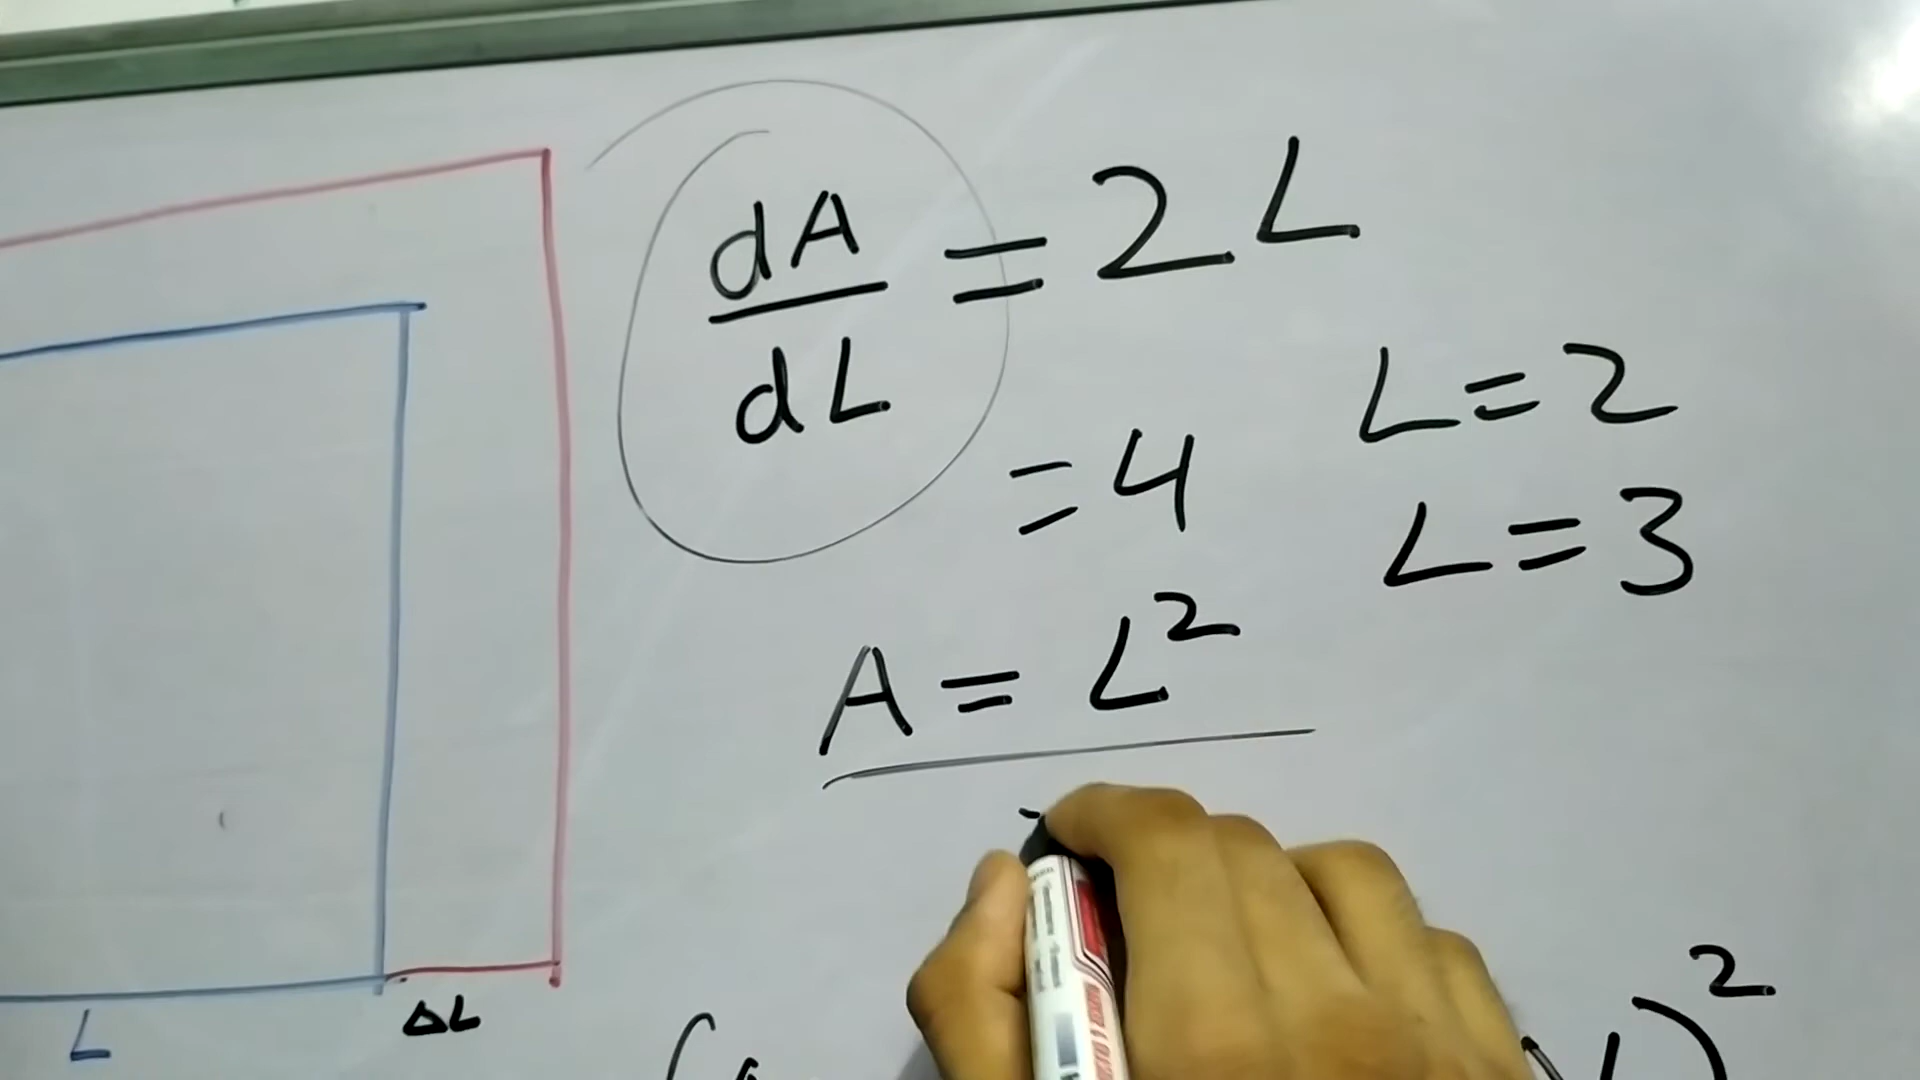 dA/dL = 2L
= 4
L = 2
L = 3
A = L²
L
ΔL
)²